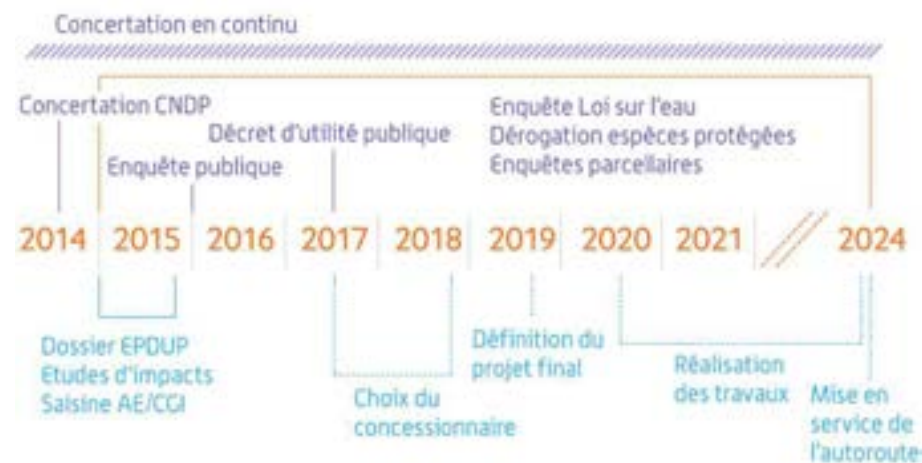 Concertation en continu
Concertation CNDP
Décret d'utilité publique
Enquête publique
Enquête Loi sur l'eau
Dérogation espèces protégées
Enquêtes parcellaires
2014 2015 2016 2017 2018 2019 2020 2021 2024
Dossier EPDUP
Etudes d'impacts
Saisine AE/CGI
Choix du
concessionnaire
Définition du
projet final
Réalisation
des travaux
Mise en
service de
l'autoroute